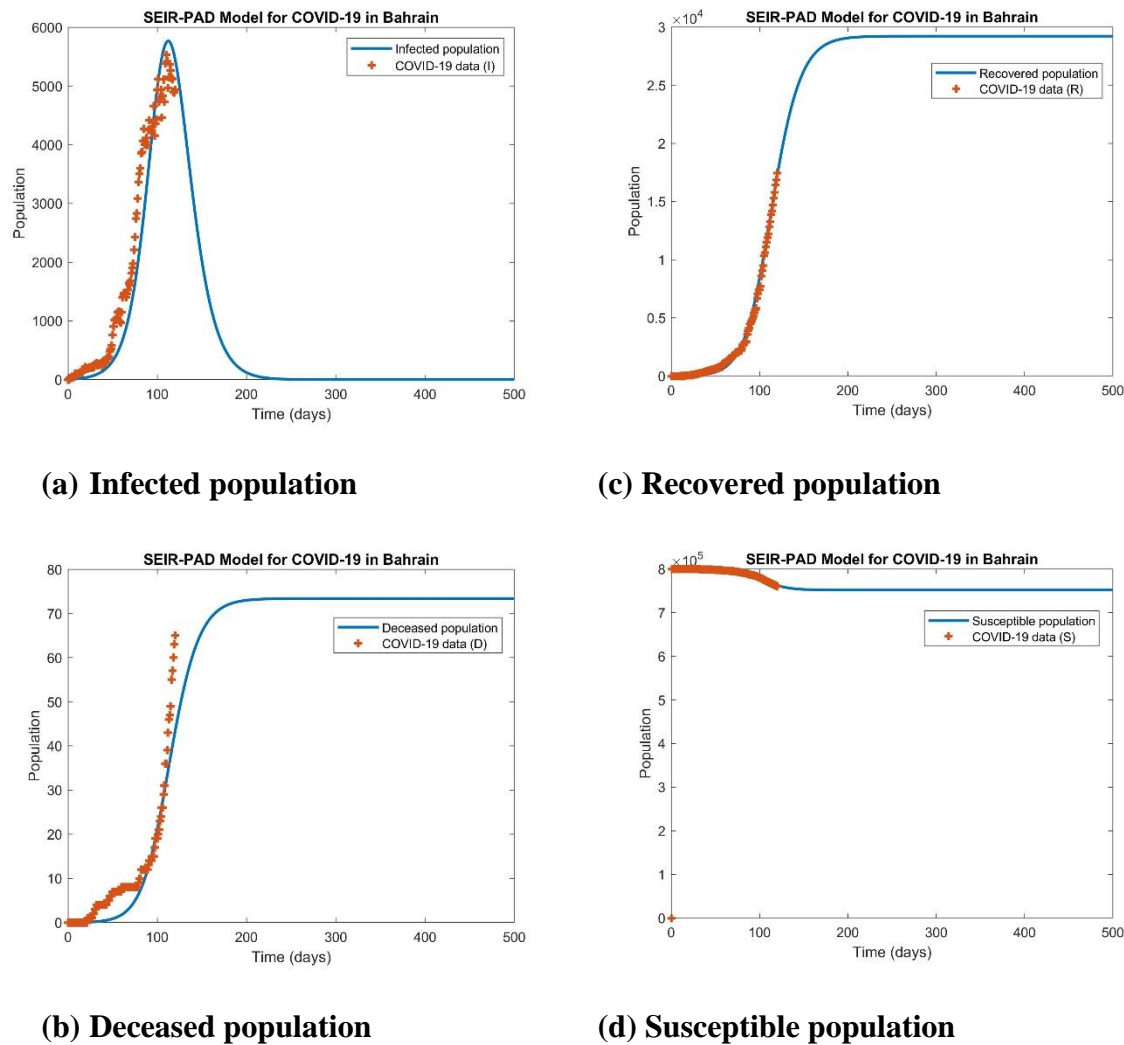 SEIR-PAD Model for COVID-19 in Bahrain
6000
5000
4000
3000
2000
1000
0
Population
Infected population
COVID-19 data (I)
0 100 200 300 400 500
Time (days)
(a) Infected population
SEIR-PAD Model for COVID-19 in Bahrain
×10⁴
3
2.5
2
1.5
1
0.5
0
Population
Recovered population
COVID-19 data (R)
0 100 200 300 400 500
Time (days)
(c) Recovered population
SEIR-PAD Model for COVID-19 in Bahrain
80
70
60
50
40
30
20
10
0
Population
Deceased population
COVID-19 data (D)
0 100 200 300 400 500
Time (days)
(b) Deceased population
SEIR-PAD Model for COVID-19 in Bahrain
×10⁵
8
7
6
5
4
3
2
1
0
Population
Susceptible population
COVID-19 data (S)
0 100 200 300 400 500
Time (days)
(d) Susceptible population